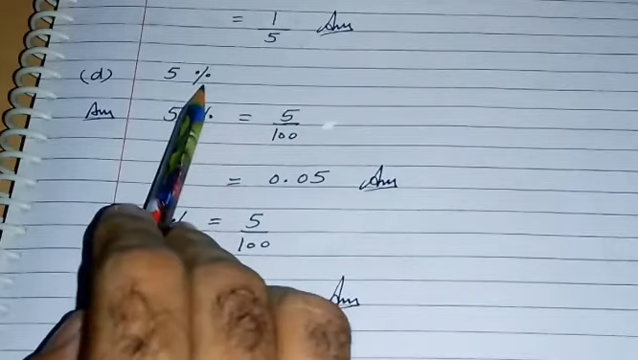 = 1/5 Ans
(d) 5 %
Ans 5 % = 5/100
= 0.05 Ans
= 5/100
Ans